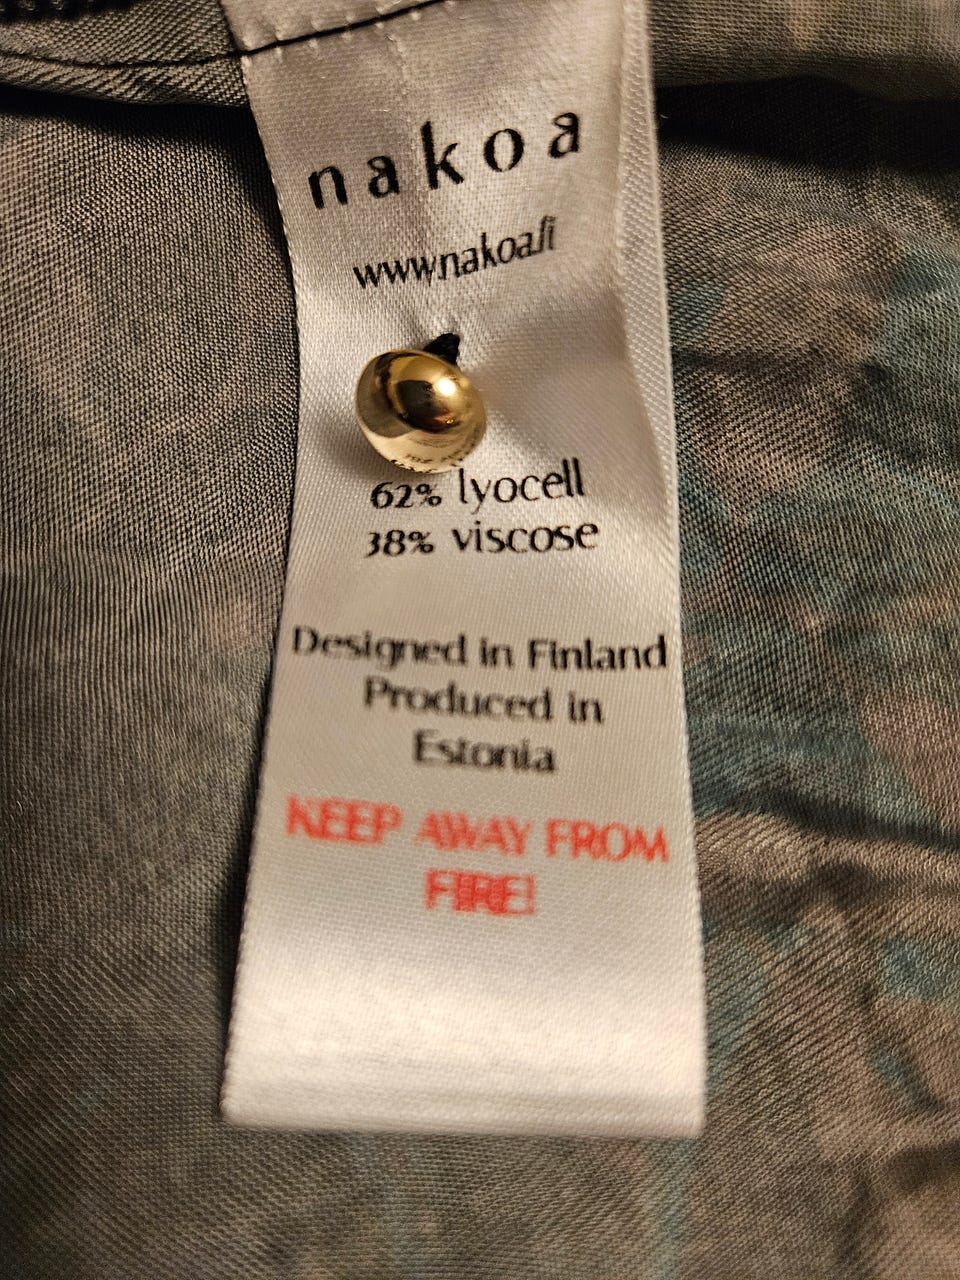 nakoa
www.nakoa.fi
62% lyocell
38% viscose
Designed in Finland
Produced in
Estonia
KEEP AWAY FROM
FIRE!